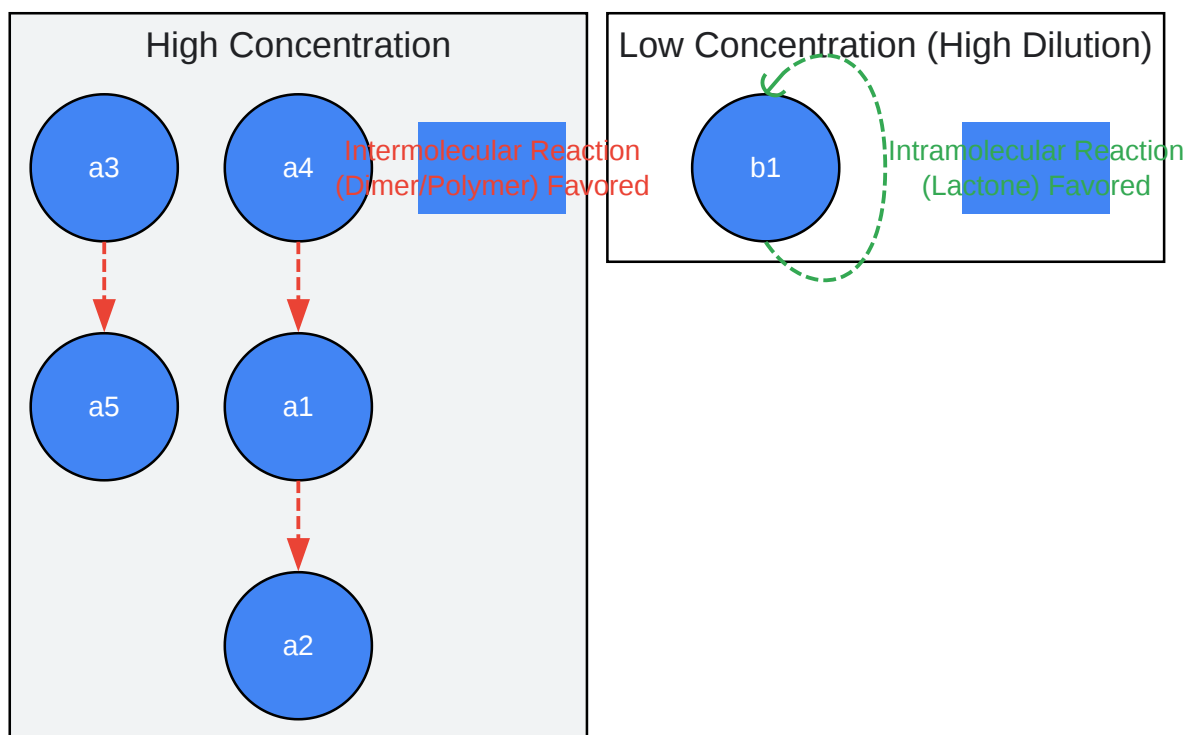 High Concentration
a3
a4
Intermolecular Reaction
(Dimer/Polymer) Favored
a5
a1
a2
Low Concentration (High Dilution)
b1
Intramolecular Reaction
(Lactone) Favored